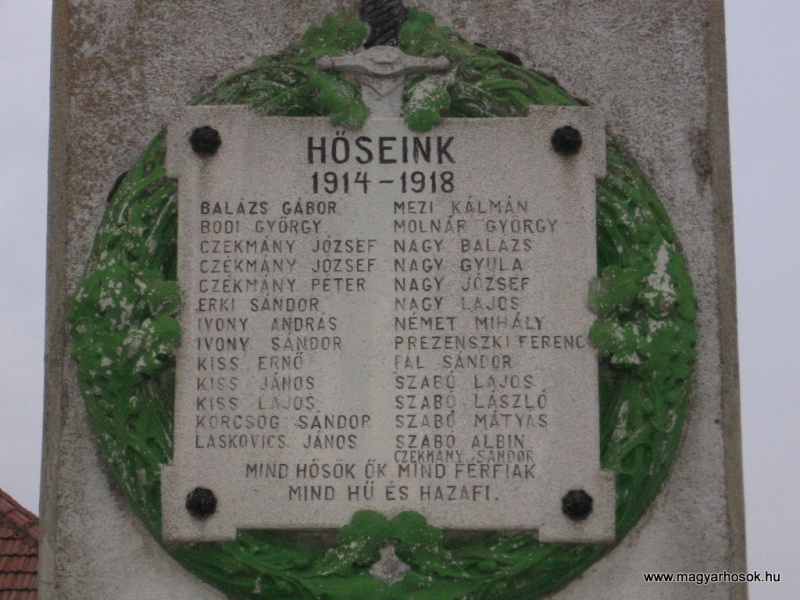 HŐSEINK
1914-1918
BALÁZS GÁBOR
BODI GYÖRGY
CZEKMÁNY JÓZSEF
CZÉKMÁNY JÓZSEF
CZÉKMÁNY PÉTER
ERKI SÁNDOR
IVONY ANDRÁS
IVONY SÁNDOR
KISS ERNŐ
KISS JÁNOS
KISS LAJOS
KORCSOG SÁNDOR
LASKOVICS JÁNOS
MEZI KÁLMÁN
MOLNÁR GYÖRGY
NAGY BALÁZS
NAGY GYULA
NAGY JÓZSEF
NAGY LAJOS
NÉMET MIHÁLY
PREZENSZKI FERENC
PÁL SÁNDOR
SZABÓ LAJOS
SZABÓ LÁSZLÓ
SZABÓ MÁTYÁS
SZABÓ ALBIN
CZEKMÁNY SÁNDOR
MIND HŐSÖK ŐK MIND FÉRFIAK
MIND HŰ ÉS HAZAFI.
www.magyarhosok.hu